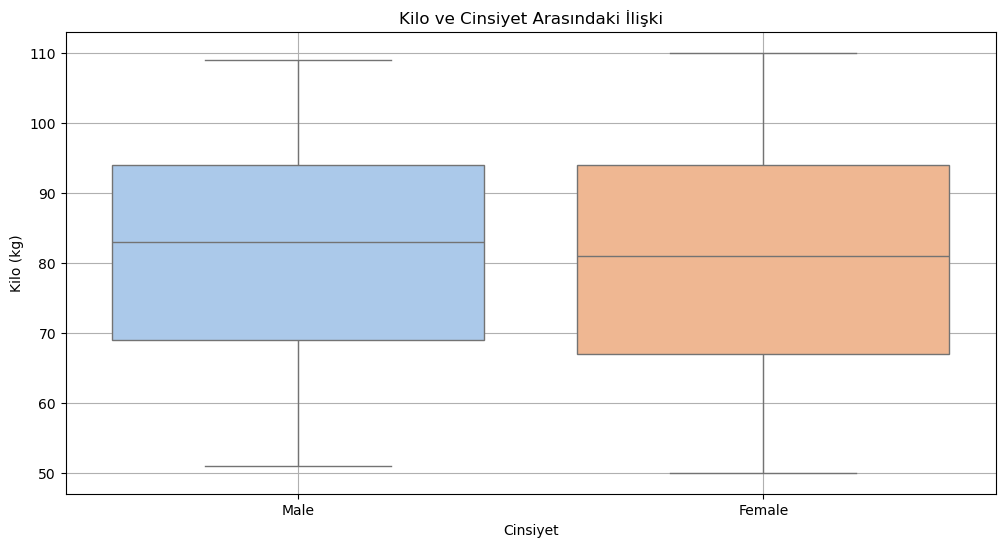 Kilo ve Cinsiyet Arasındaki İlişki
110
100
90
80
70
60
50
Kilo (kg)
Male
Female
Cinsiyet